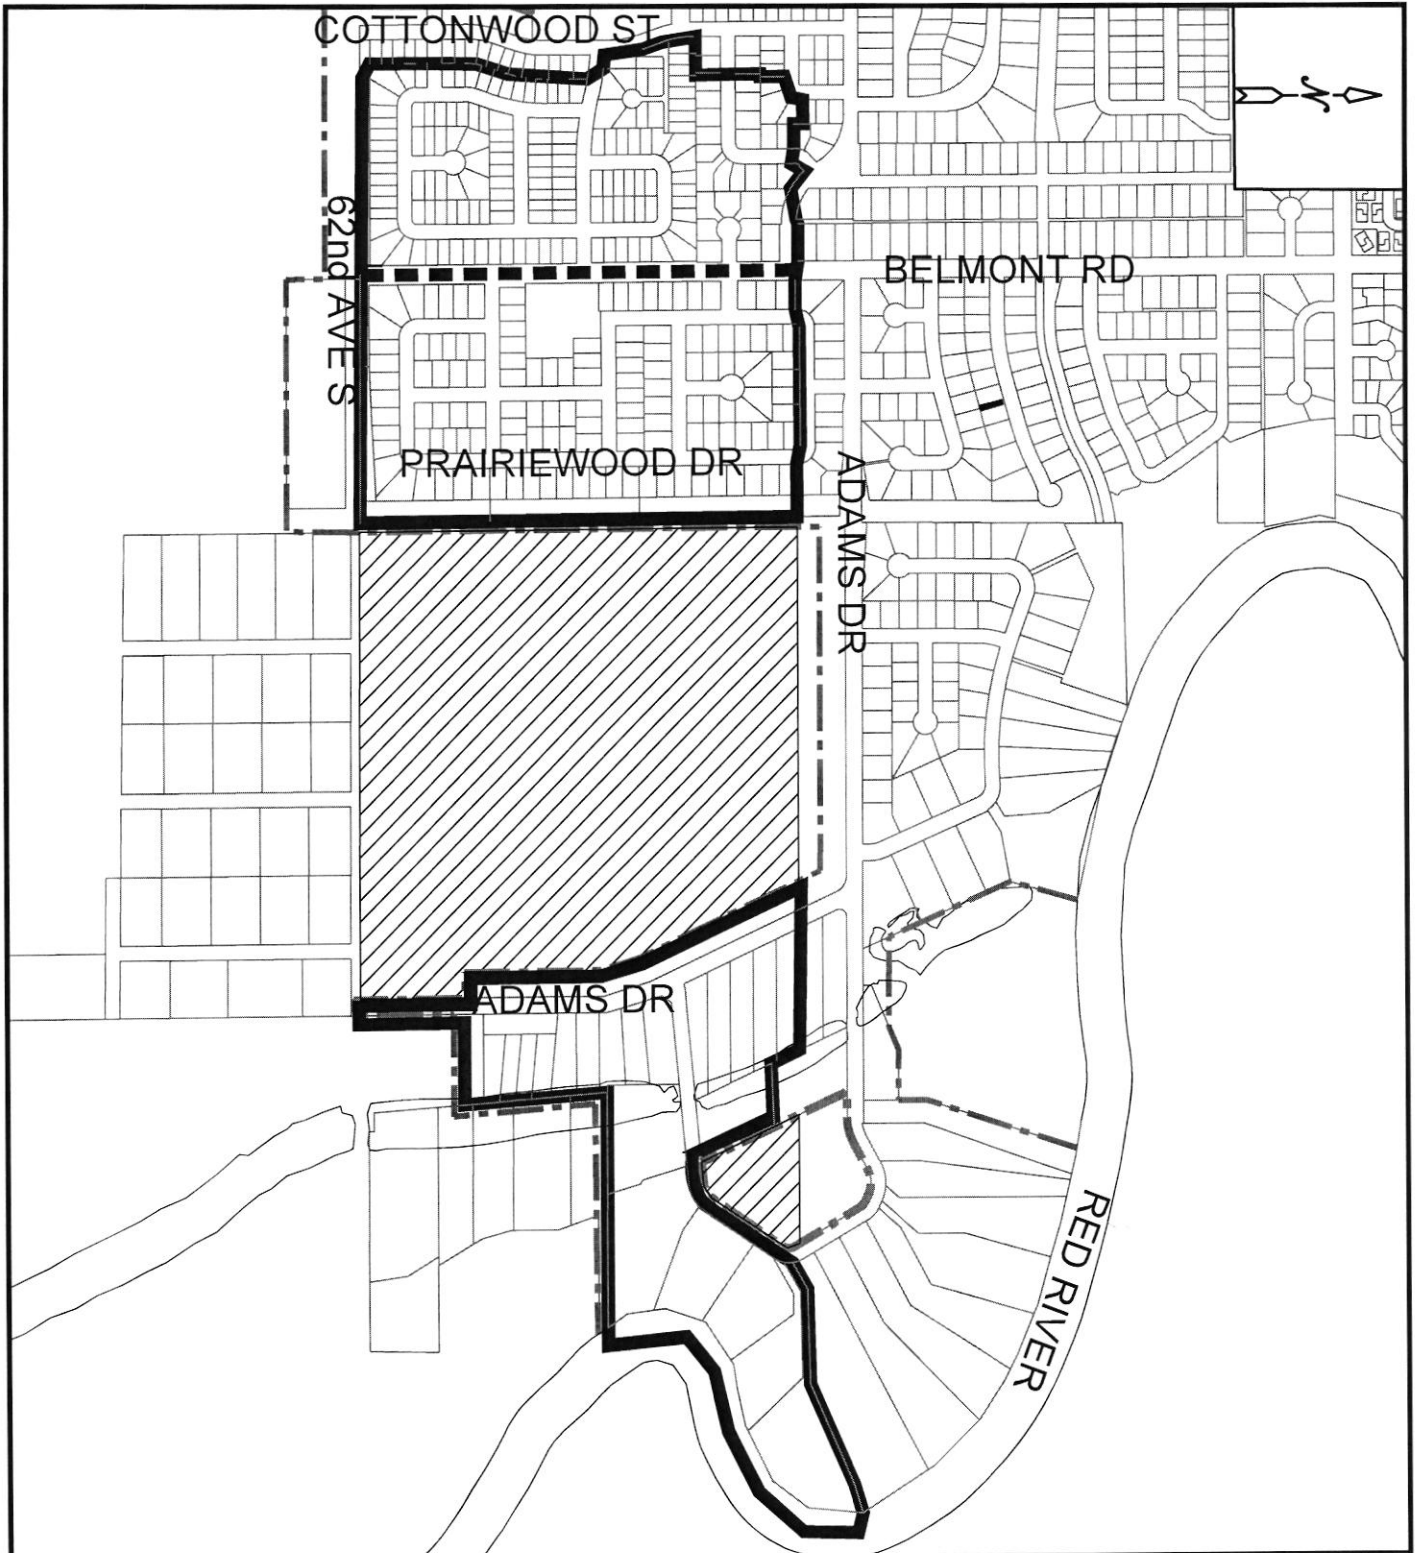 COTTONWOOD ST
N
62nd AVE S
BELMONT RD
PRAIRIEWOOD DR
ADAMS DR
ADAMS DR
RED RIVER